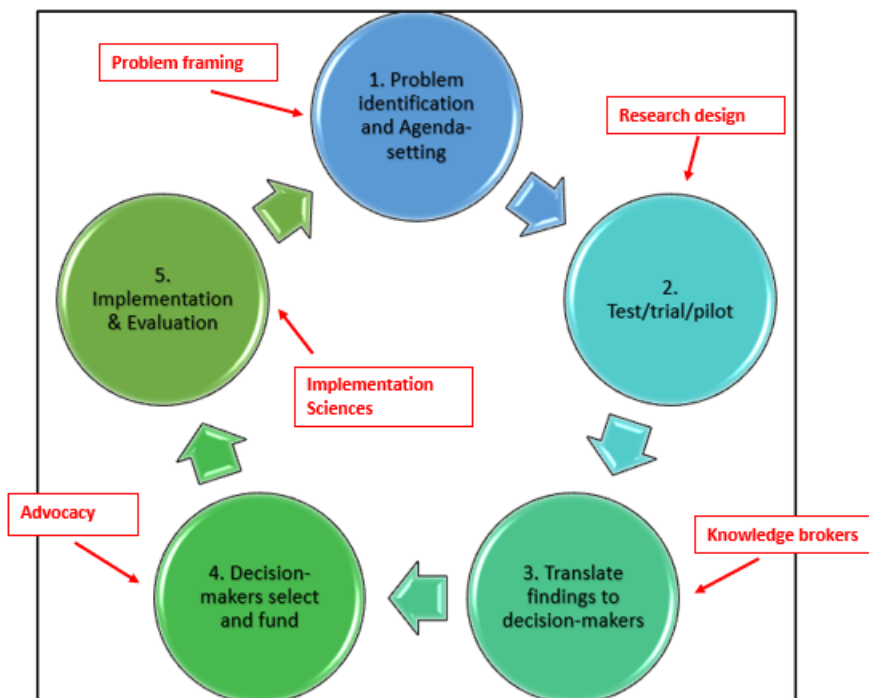 Problem framing
1. Problem
identification
and Agenda-
setting
Research design
2.
Test/trial/pilot
5.
Implementation
& Evaluation
Implementation
Sciences
Advocacy
4. Decision-
makers select
and fund
3. Translate
findings to
decision-makers
Knowledge brokers